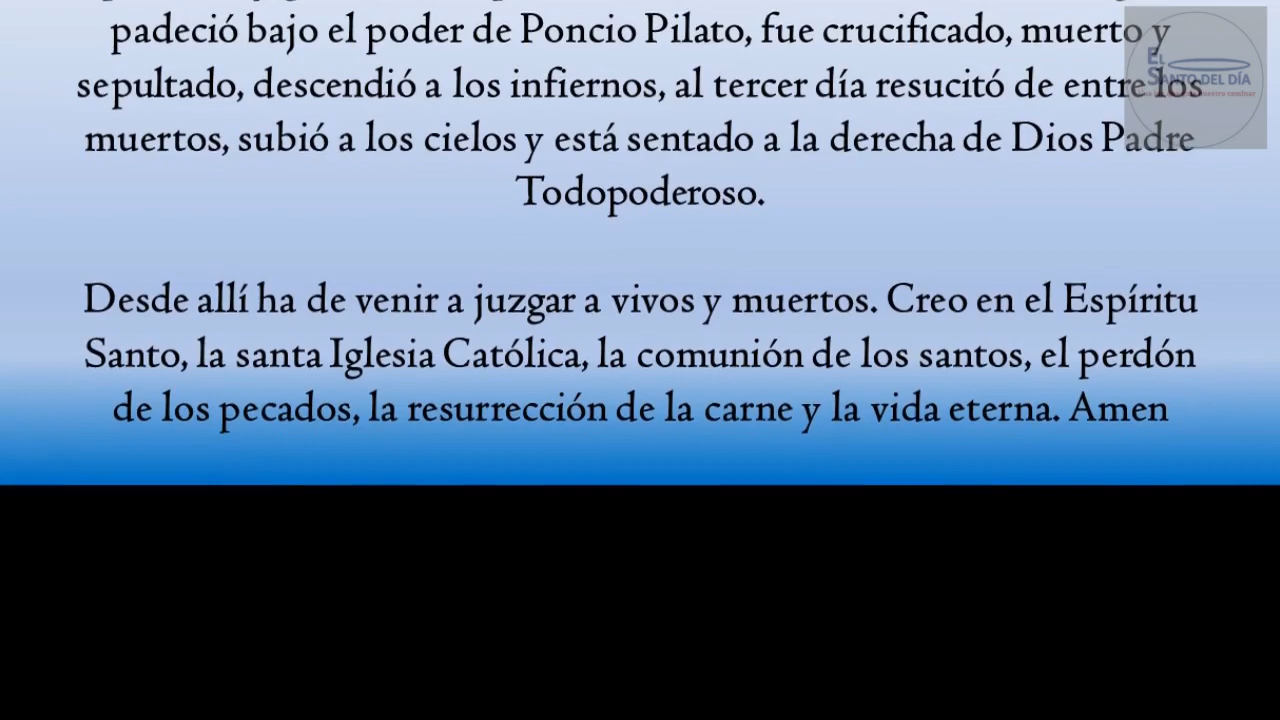 padeció bajo el poder de Poncio Pilato, fue crucificado, muerto y
sepultado, descendió a los infiernos, al tercer día resucitó de entre los
muertos, subió a los cielos y está sentado a la derecha de Dios Padre
Todopoderoso.
Desde allí ha de venir a juzgar a vivos y muertos. Creo en el Espíritu
Santo, la santa Iglesia Católica, la comunión de los santos, el perdón
de los pecados, la resurrección de la carne y la vida eterna. Amen
EL
SANTO DEL DÍA